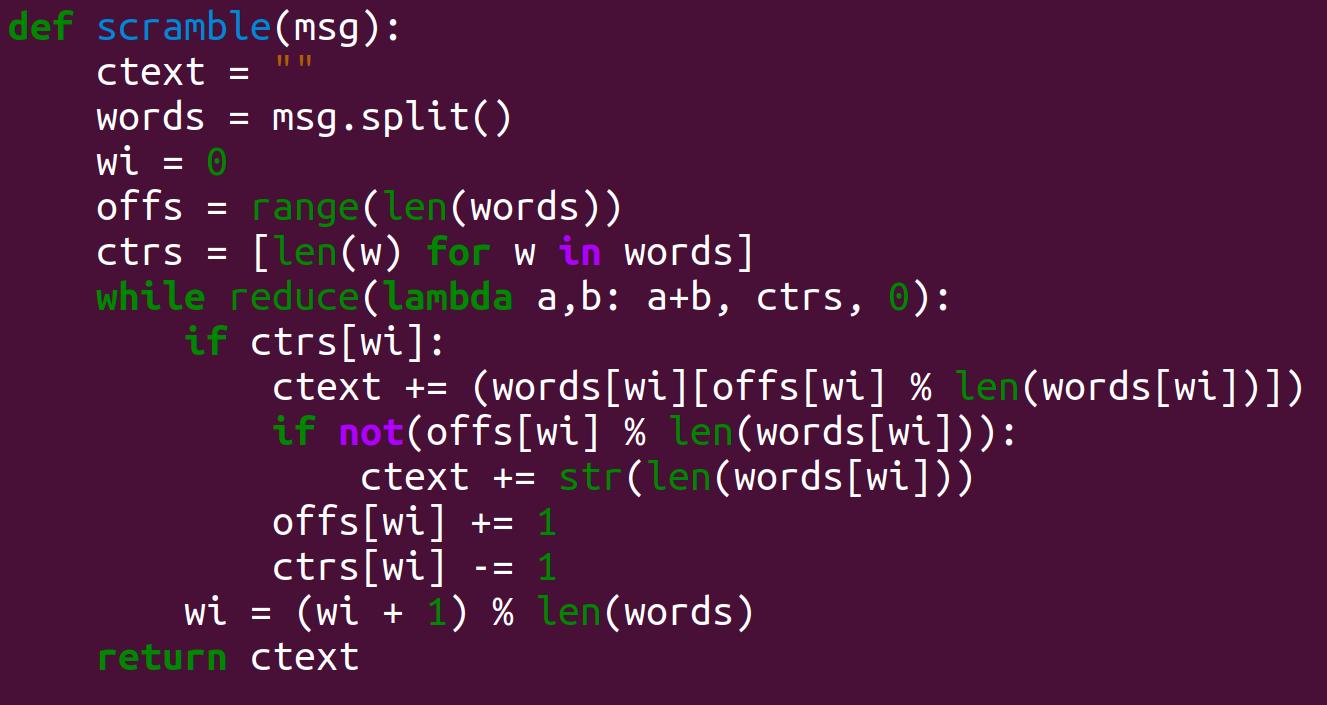 def scramble(msg):
    ctext = ""
    words = msg.split()
    wi = 0
    offs = range(len(words))
    ctrs = [len(w) for w in words]
    while reduce(lambda a,b: a+b, ctrs, 0):
        if ctrs[wi]:
            ctext += (words[wi][offs[wi] % len(words[wi])])
            if not(offs[wi] % len(words[wi])):
                ctext += str(len(words[wi]))
            offs[wi] += 1
            ctrs[wi] -= 1
        wi = (wi + 1) % len(words)
    return ctext